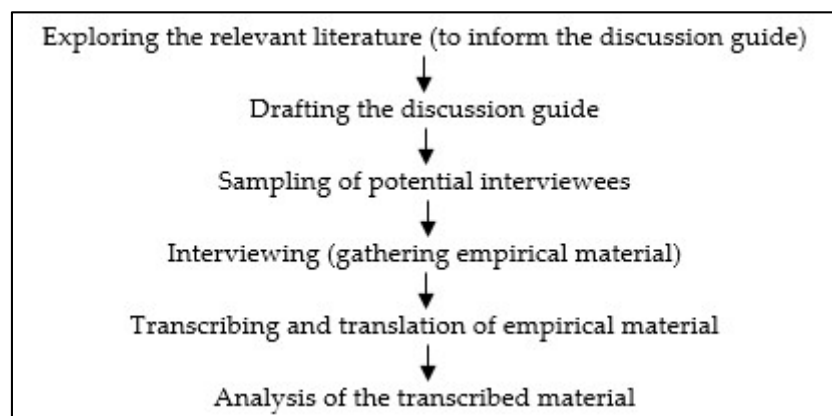 Exploring the relevant literature (to inform the discussion guide)
Drafting the discussion guide
Sampling of potential interviewees
Interviewing (gathering empirical material)
Transcribing and translation of empirical material
Analysis of the transcribed material